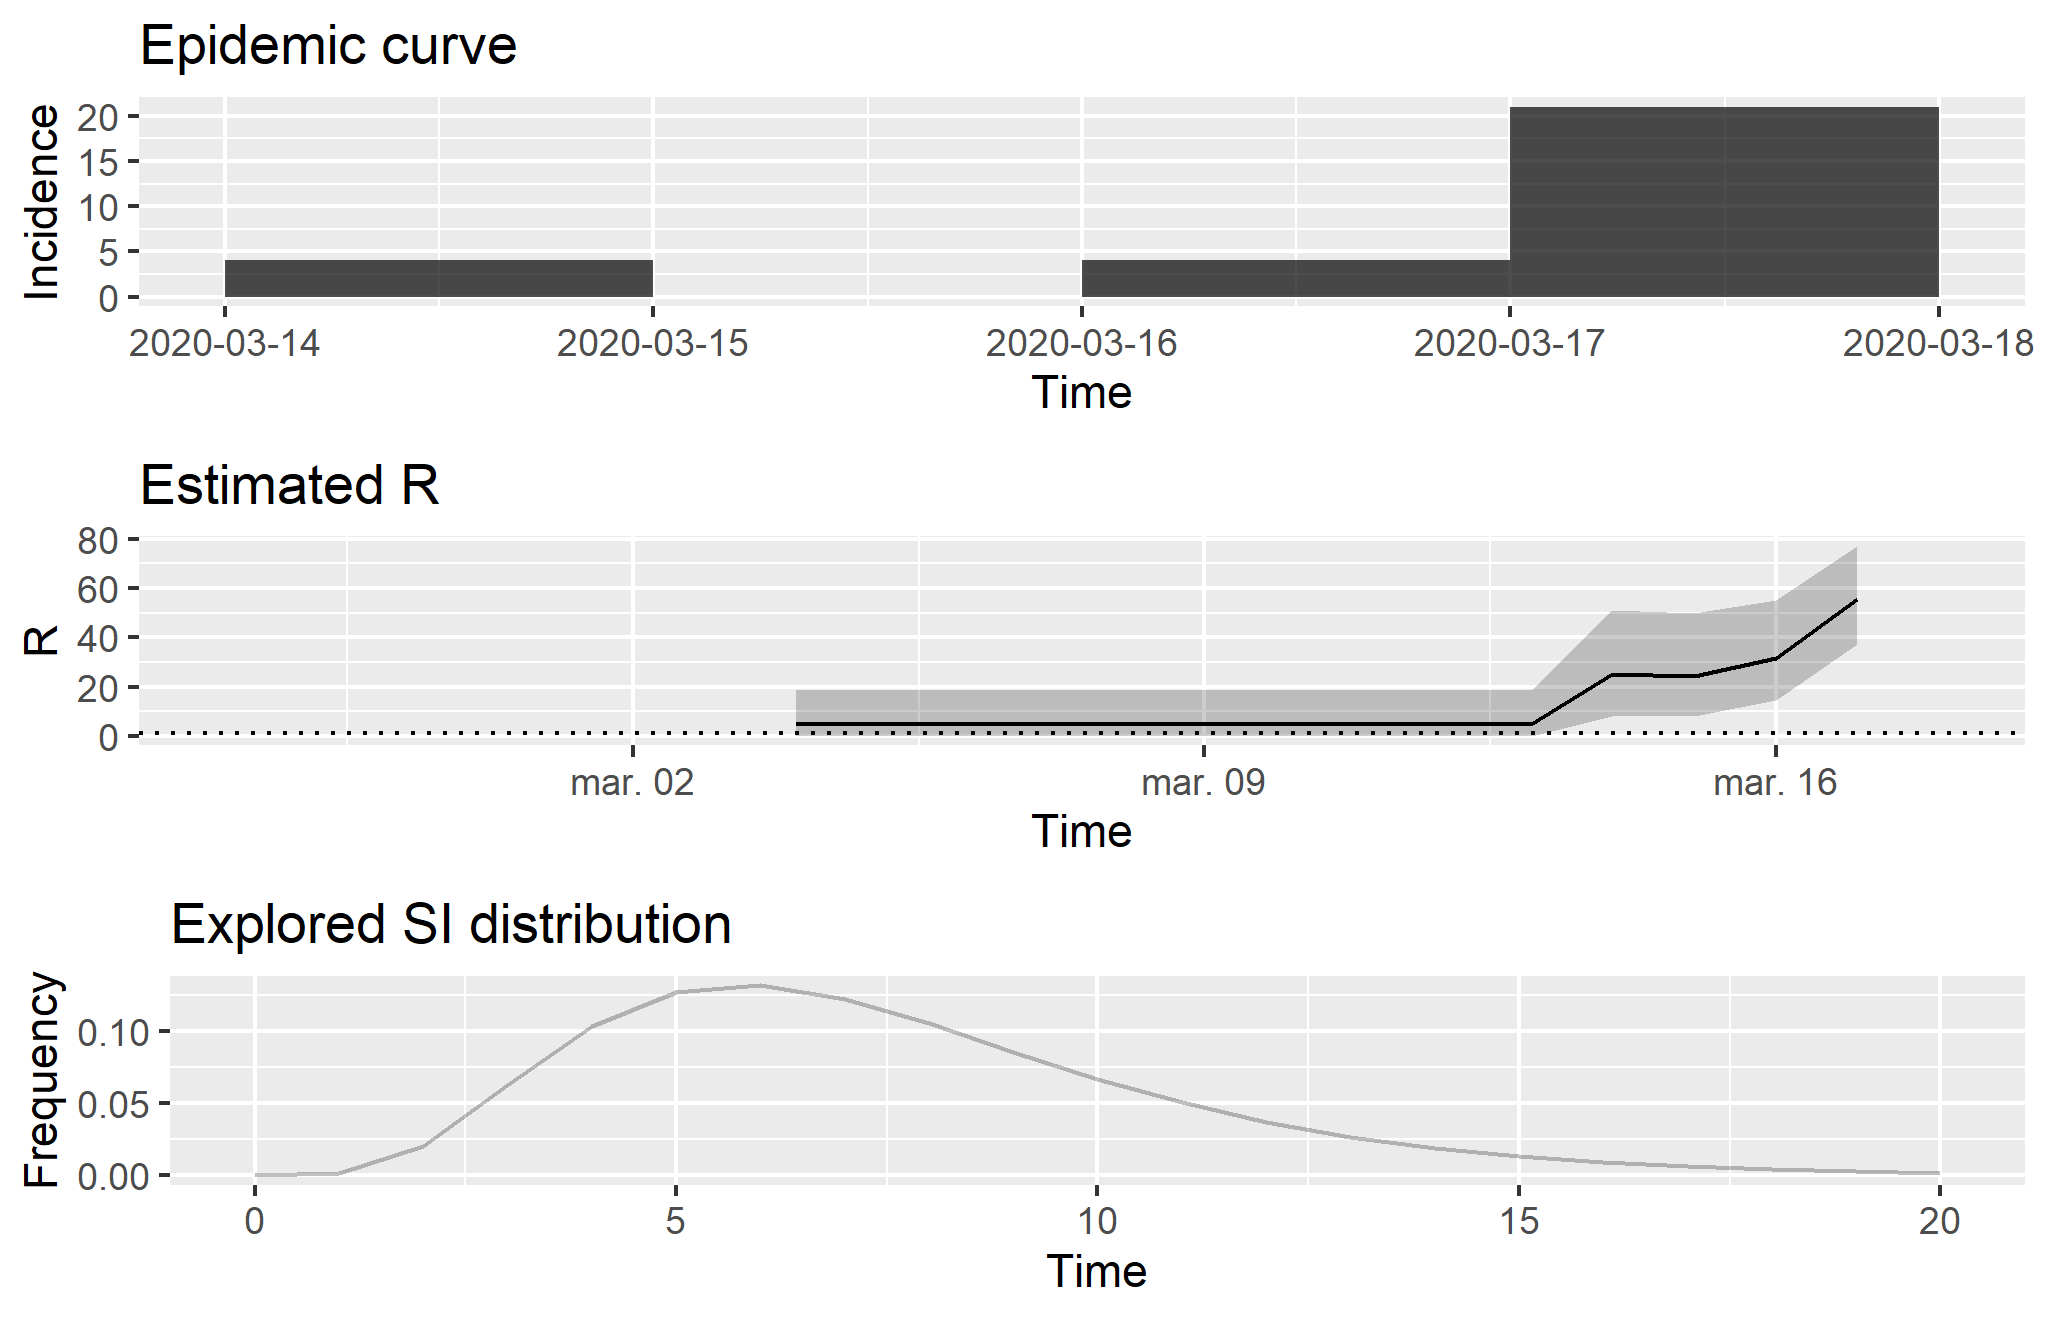 Epidemic curve
Incidence
20
15
10
5
0
2020-03-14 2020-03-15 2020-03-16 2020-03-17 2020-03-18
Time
Estimated R
R
80
60
40
20
0
mar. 02 mar. 09 mar. 16
Time
Explored SI distribution
Frequency
0.10
0.05
0.00
0 5 10 15 20
Time